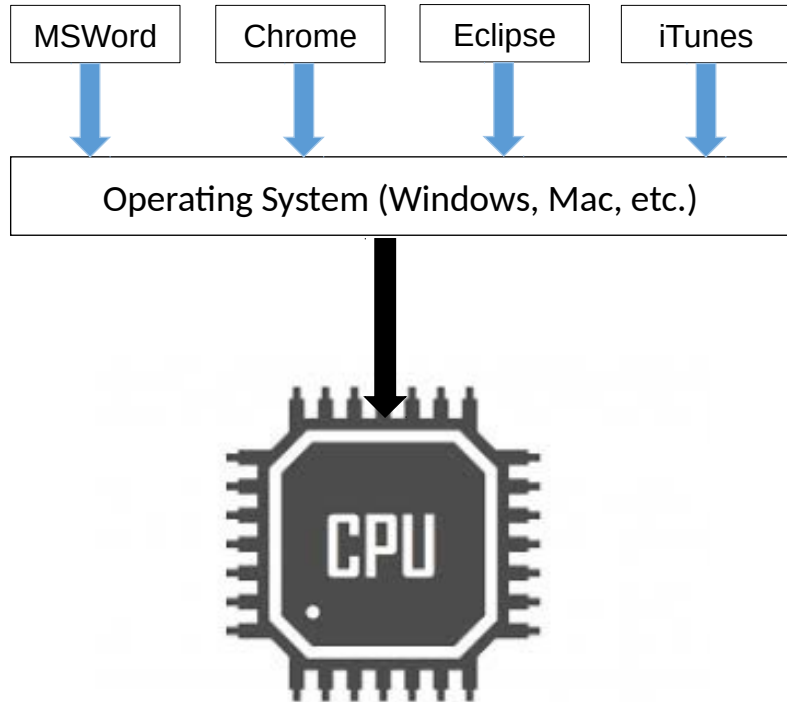 MSWord
Chrome
Eclipse
iTunes
Operating System (Windows, Mac, etc.)
CPU